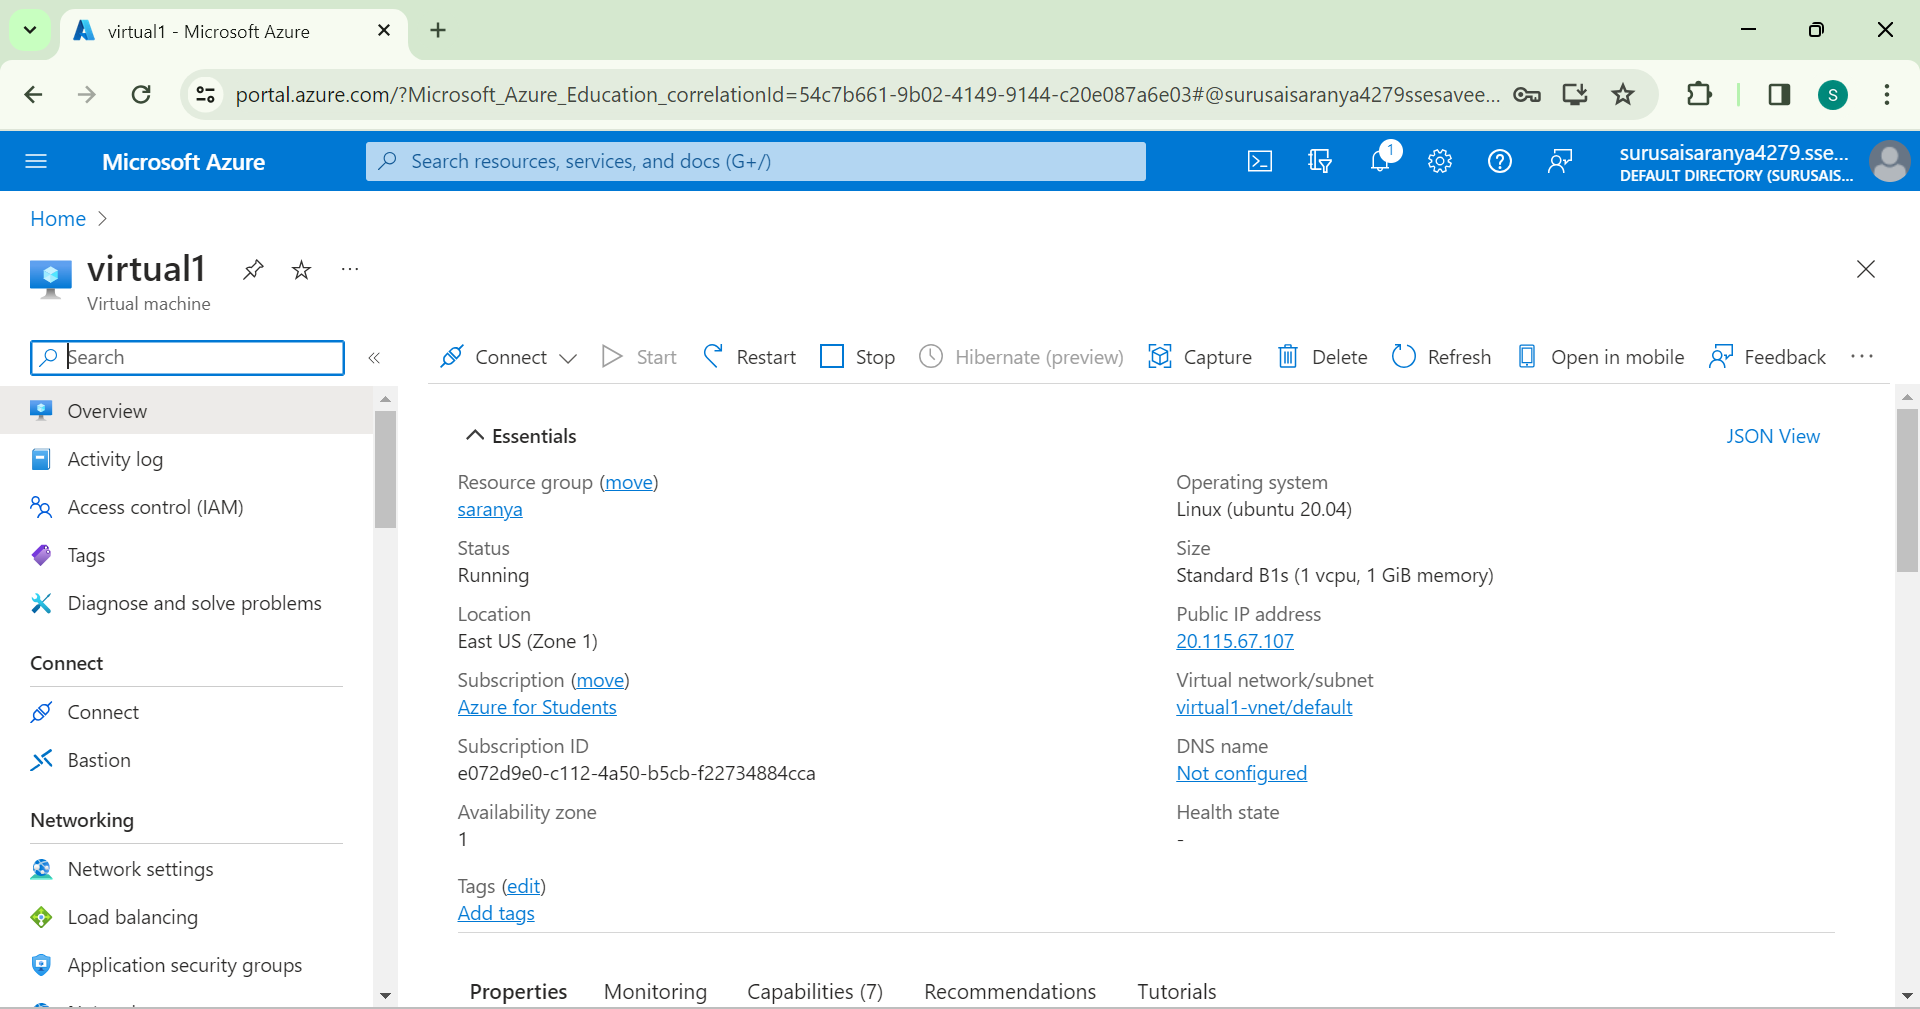 virtual1 - Microsoft Azure
portal.azure.com/?Microsoft_Azure_Education_correlationId=54c7b661-9b02-4149-9144-c20e087a6e03#@surusaisaranya4279ssesavee...
S
Microsoft Azure
Search resources, services, and docs (G+/)
1
surusaisaranya4279.sse...
DEFAULT DIRECTORY (SURUSAIS...
Home
virtual1
Virtual machine
Search
Connect
Start
Restart
Stop
Hibernate (preview)
Capture
Delete
Refresh
Open in mobile
Feedback
Overview
Activity log
Access control (IAM)
Tags
Diagnose and solve problems
Connect
Connect
Bastion
Networking
Network settings
Load balancing
Application security groups
Essentials
JSON View
Resource group (move)
saranya
Status
Running
Location
East US (Zone 1)
Subscription (move)
Azure for Students
Subscription ID
e072d9e0-c112-4a50-b5cb-f22734884cca
Availability zone
1
Tags (edit)
Add tags
Operating system
Linux (ubuntu 20.04)
Size
Standard B1s (1 vcpu, 1 GiB memory)
Public IP address
20.115.67.107
Virtual network/subnet
virtual1-vnet/default
DNS name
Not configured
Health state
-
Properties
Monitoring
Capabilities (7)
Recommendations
Tutorials